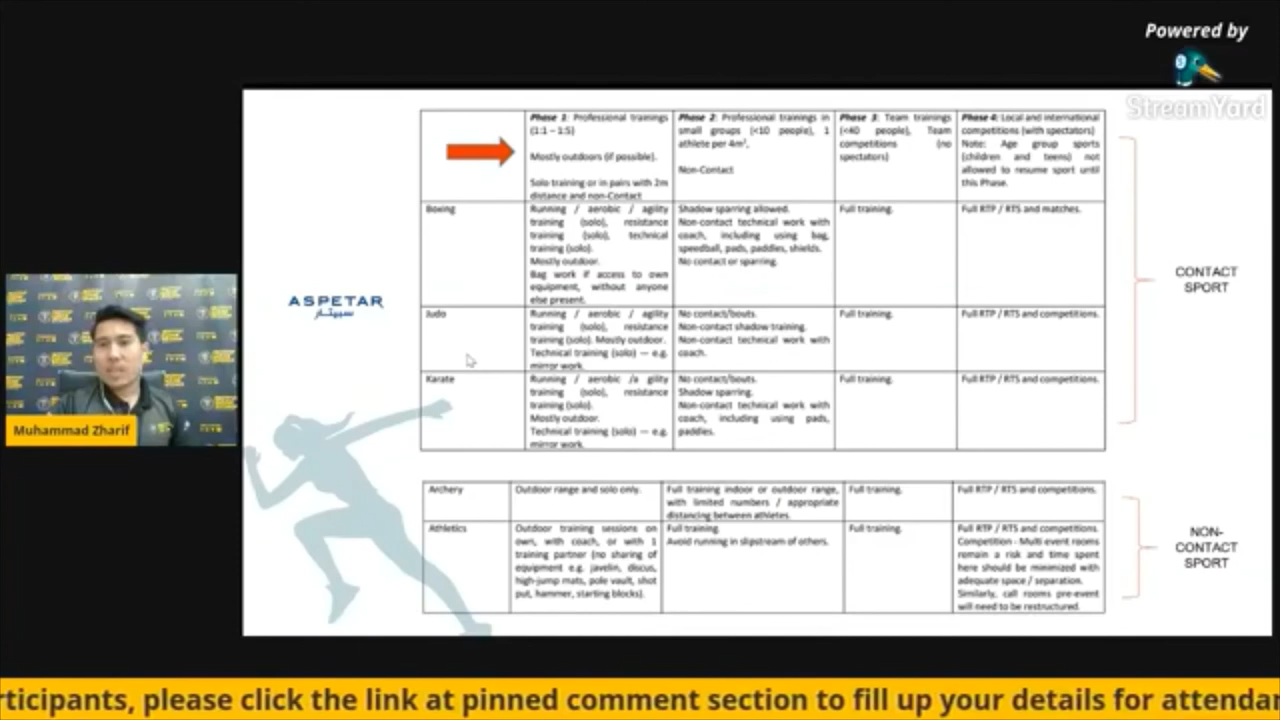 Powered by
StreamYard
Phase 1: Professional trainings
(1:1 – 1:5)
Mostly outdoors (if possible).
Solo training or in pairs with 2m
distance and non-Contact
Phase 2: Professional trainings in
small groups (<10 people), 1
athlete per 4m²,
Non-Contact
Phase 3: Team trainings
(<40 people), Team
competitions (no
spectators)
Phase 4: Local and international
competitions (with spectators)
Note: Age group sports
(children and teens) not
allowed to resume sport until
this Phase.
Boxing
Running / aerobic / agility
training (solo), resistance
training (solo), technical
training (solo).
Mostly outdoor.
Bag work if access to own
equipment, without anyone
else present.
Shadow sparring allowed.
Non-contact technical work with
coach, including using bag,
speedball, pads, paddles, shields.
No contact or sparring.
Full training.
Full RTP / RTS and matches.
Judo
Running / aerobic / agility
training (solo), resistance
training (solo). Mostly outdoor.
Technical training (solo) — e.g.
mirror work.
No contact/bouts.
Non-contact shadow training.
Non-contact technical work with
coach.
Full training.
Full RTP / RTS and competitions.
Karate
Running / aerobic /a gility
training (solo), resistance
training (solo).
Mostly outdoor.
Technical training (solo) — e.g.
mirror work.
No contact/bouts.
Shadow sparring.
Non-contact technical work with
coach, including using pads,
paddles.
Full training.
Full RTP / RTS and competitions.
CONTACT
SPORT
ASPETAR
سبيتار
Muhammad Zharif
Archery
Outdoor range and solo only.
Full training indoor or outdoor range,
with limited numbers / appropriate
distancing between athletes.
Full training.
Full RTP / RTS and competitions.
Athletics
Outdoor training sessions on
own, with coach, or with 1
training partner (no sharing of
equipment e.g. javelin, discus,
high-jump mats, pole vault, shot
put, hammer, starting blocks).
Full training.
Avoid running in slipstream of others.
Full training.
Full RTP / RTS and competitions.
Competition - Multi event rooms
remain a risk and time spent
here should be minimized with
adequate space / separation.
Similarly, call rooms pre-event
will need to be restructured.
NON-
CONTACT
SPORT
rticipants, please click the link at pinned comment section to fill up your details for attendan